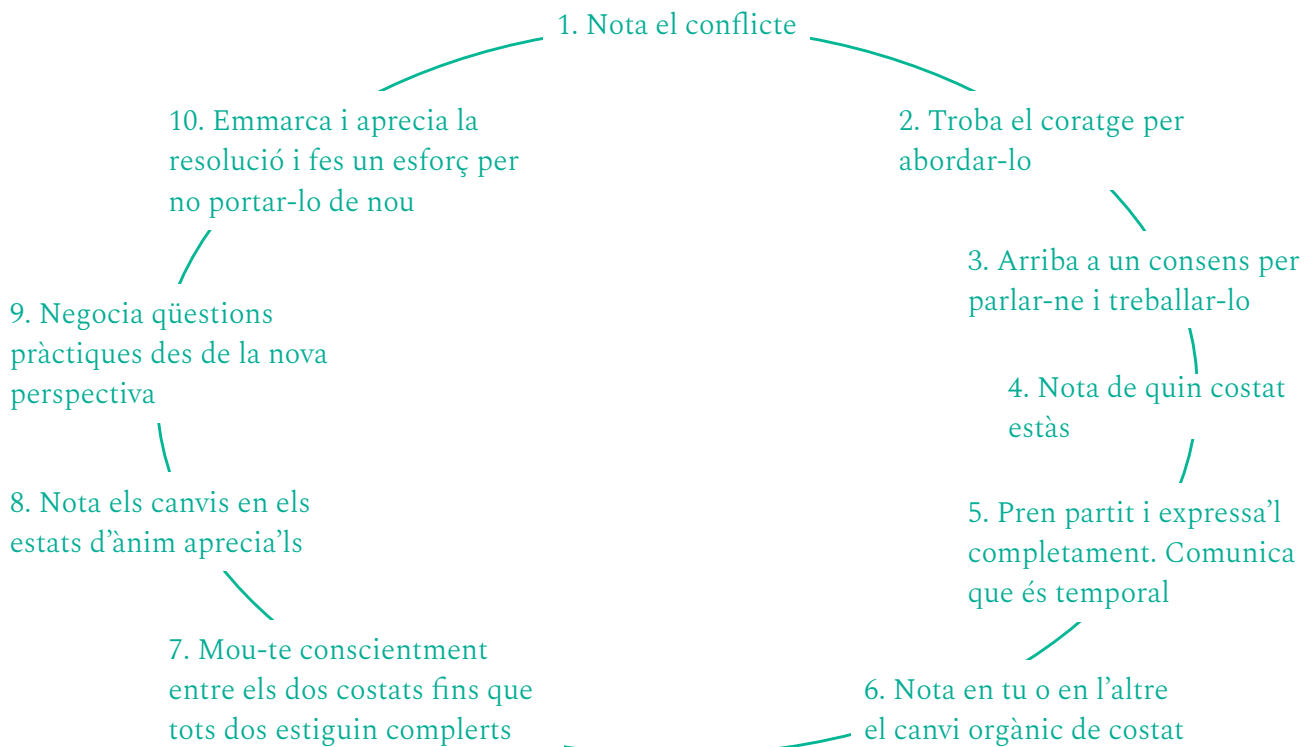 1. Nota el conflicte
2. Troba el coratge per
abordar-lo
3. Arriba a un consens per
parlar-ne i treballar-lo
4. Nota de quin costat
estàs
5. Pren partit i expressa’l
completament. Comunica
que és temporal
6. Nota en tu o en l’altre
el canvi orgànic de costat
7. Mou-te conscientment
entre els dos costats fins que
tots dos estiguin complerts
8. Nota els canvis en els
estats d’ànim aprecia’ls
9. Negocia qüestions
pràctiques des de la nova
perspectiva
10. Emmarca i aprecia la
resolució i fes un esforç per
no portar-lo de nou